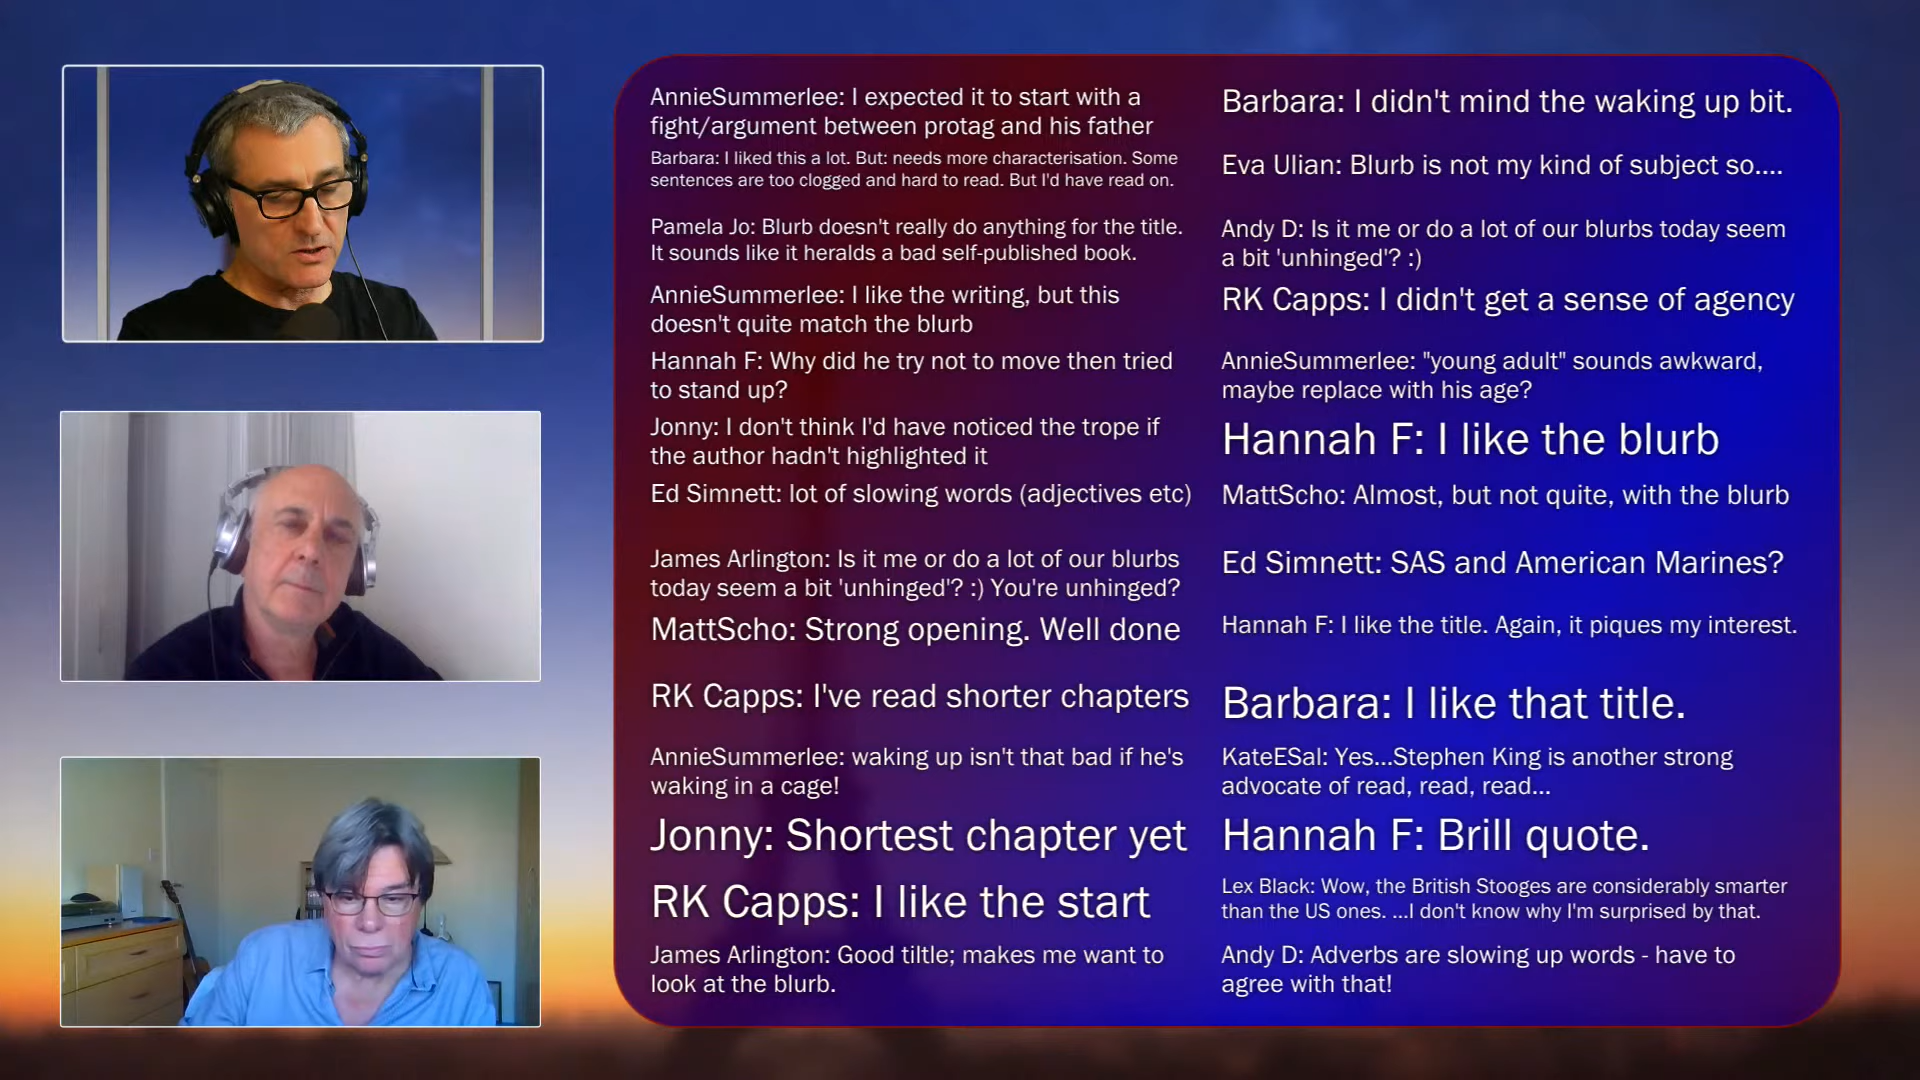 AnnieSummerlee: I expected it to start with a
fight/argument between protag and his father
Barbara: I liked this a lot. But: needs more characterisation. Some
sentences are too clogged and hard to read. But I'd have read on.
Pamela Jo: Blurb doesn't really do anything for the title.
It sounds like it heralds a bad self-published book.
AnnieSummerlee: I like the writing, but this
doesn't quite match the blurb
Hannah F: Why did he try not to move then tried
to stand up?
Jonny: I don't think I'd have noticed the trope if
the author hadn't highlighted it
Ed Simnett: lot of slowing words (adjectives etc)
James Arlington: Is it me or do a lot of our blurbs
today seem a bit 'unhinged'? :) You're unhinged?
MattScho: Strong opening. Well done
RK Capps: I've read shorter chapters
AnnieSummerlee: waking up isn't that bad if he's
waking in a cage!
Jonny: Shortest chapter yet
RK Capps: I like the start
James Arlington: Good tiltle; makes me want to
look at the blurb.
Barbara: I didn't mind the waking up bit.
Eva Ulian: Blurb is not my kind of subject so....
Andy D: Is it me or do a lot of our blurbs today seem
a bit 'unhinged'? :)
RK Capps: I didn't get a sense of agency
AnnieSummerlee: "young adult" sounds awkward,
maybe replace with his age?
Hannah F: I like the blurb
MattScho: Almost, but not quite, with the blurb
Ed Simnett: SAS and American Marines?
Hannah F: I like the title. Again, it piques my interest.
Barbara: I like that title.
KateESal: Yes...Stephen King is another strong
advocate of read, read, read...
Hannah F: Brill quote.
Lex Black: Wow, the British Stooges are considerably smarter
than the US ones. ...I don't know why I'm surprised by that.
Andy D: Adverbs are slowing up words - have to
agree with that!